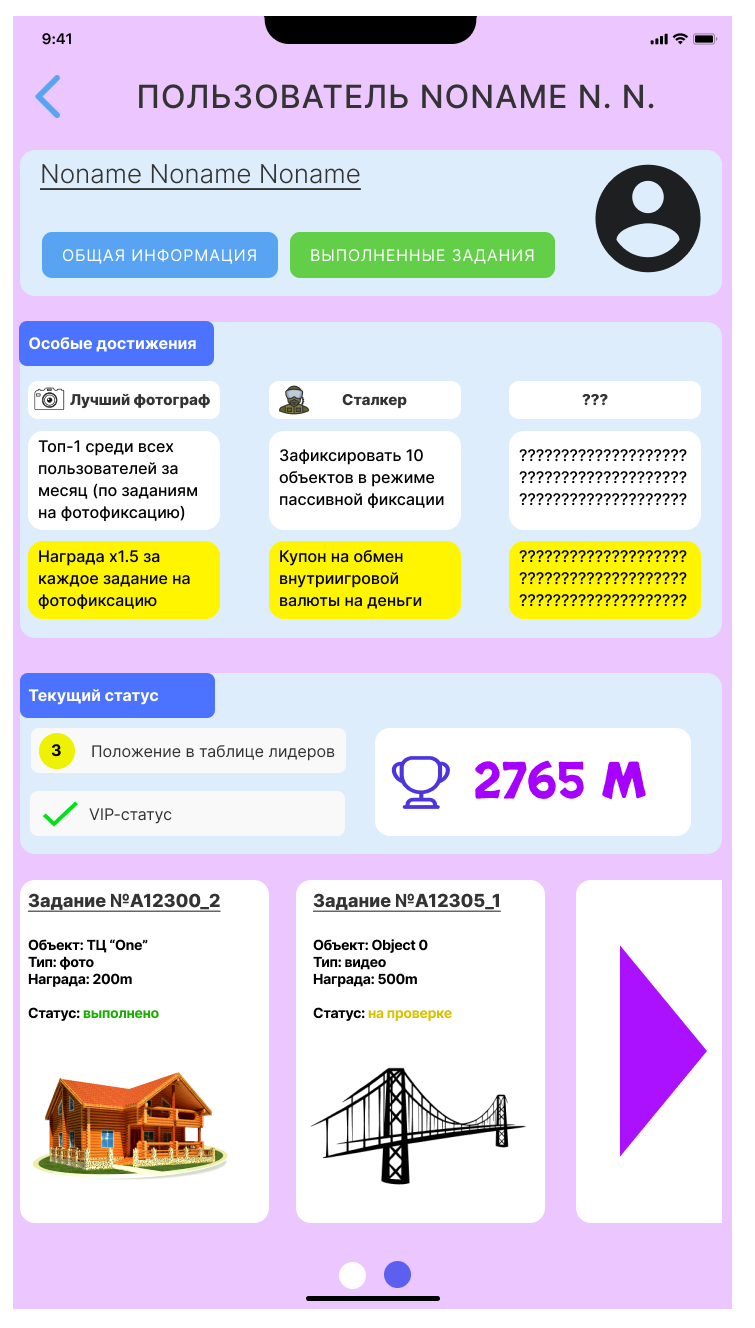 9:41
ПОЛЬЗОВАТЕЛЬ NONAME N. N.
Noname Noname Noname
ОБЩАЯ ИНФОРМАЦИЯ
ВЫПОЛНЕННЫЕ ЗАДАНИЯ
Особые достижения
Лучший фотограф
Топ-1 среди всех
пользователей за
месяц (по заданиям
на фотофиксацию)
Награда x1.5 за
каждое задание на
фотофиксацию
Сталкер
Зафиксировать 10
объектов в режиме
пассивной фиксации
Купон на обмен
внутриигровой
валюты на деньги
???
????????????????????
????????????????????
????????????????????
????????????????????
????????????????????
????????????????????
Текущий статус
3
Положение в таблице лидеров
VIP-статус
2765 M
Задание №A12300_2
Объект: ТЦ “One”
Тип: фото
Награда: 200m
Статус: выполнено
Задание №A12305_1
Объект: Object 0
Тип: видео
Награда: 500m
Статус: на проверке